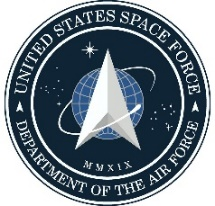 UNITED STATES SPACE FORCE
MMXIX
DEPARTMENT OF THE AIR FORCE